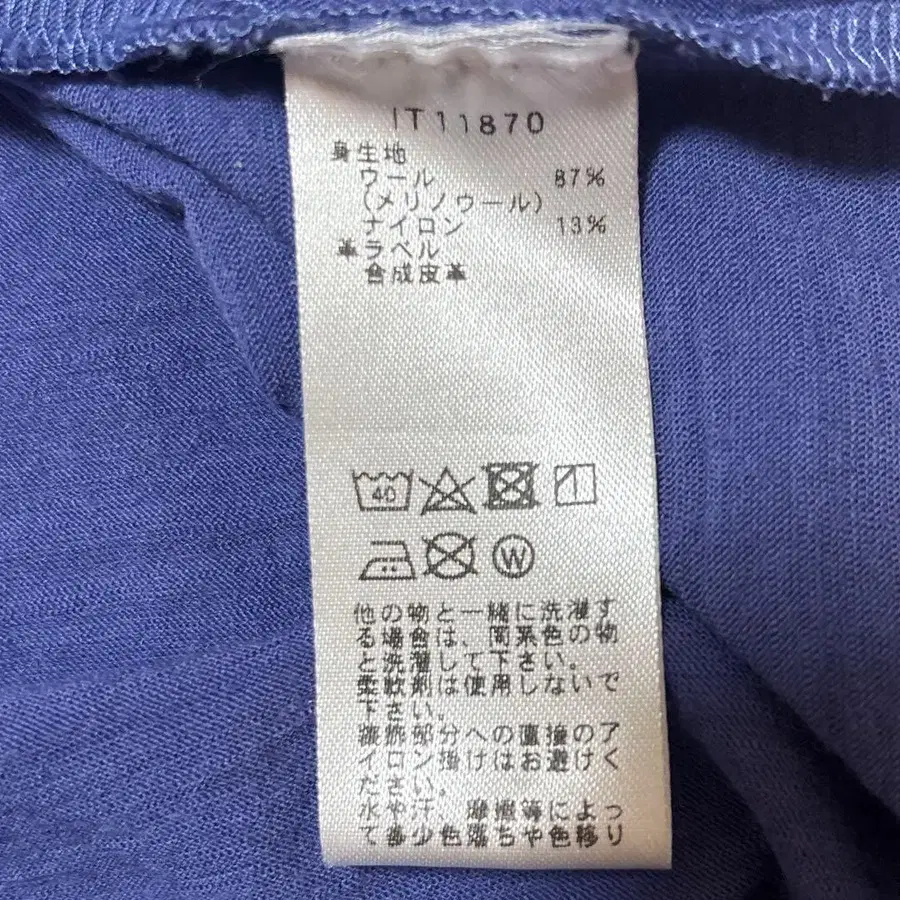 IT11870
身生地
ウール 87%
(メリノウール)
ナイロン 13%
革ラベル
合成皮革
40
W
他の物と一緒に洗濯す
る場合は、同系色の物
と洗濯して下さい。
柔軟剤は使用しないで
下さい。
接続部分への直接のア
イロン掛けはお避けく
ださい。
水や汗、摩擦等によっ
て多少色落ちや色移り